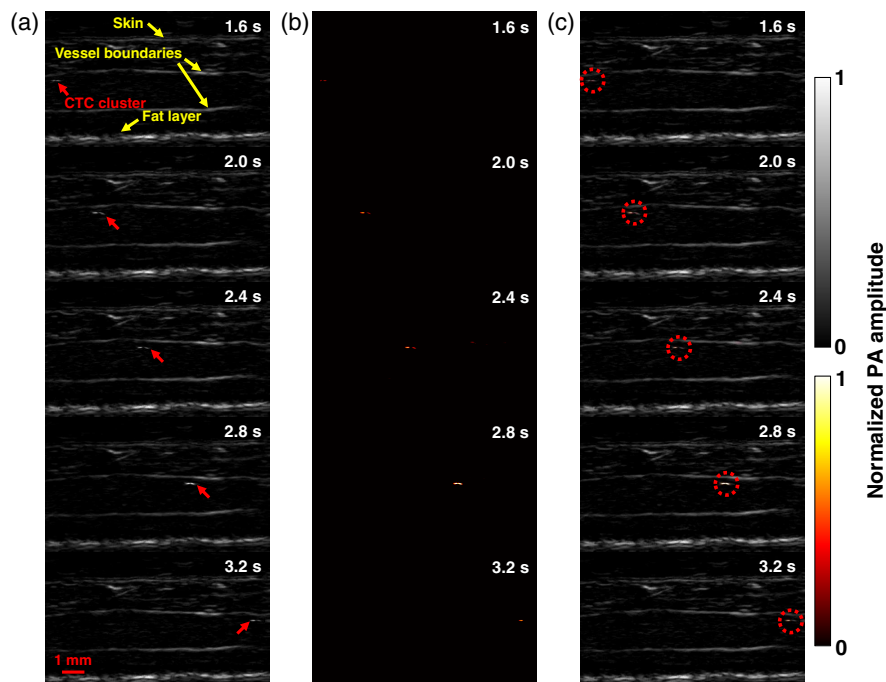 (a)
Skin
1.6 s
Vessel boundaries
CTC cluster
Fat layer
2.0 s
2.4 s
2.8 s
3.2 s
1 mm
(b)
1.6 s
2.0 s
2.4 s
2.8 s
3.2 s
(c)
1.6 s
2.0 s
2.4 s
2.8 s
3.2 s
1
0
1
0
Normalized PA amplitude